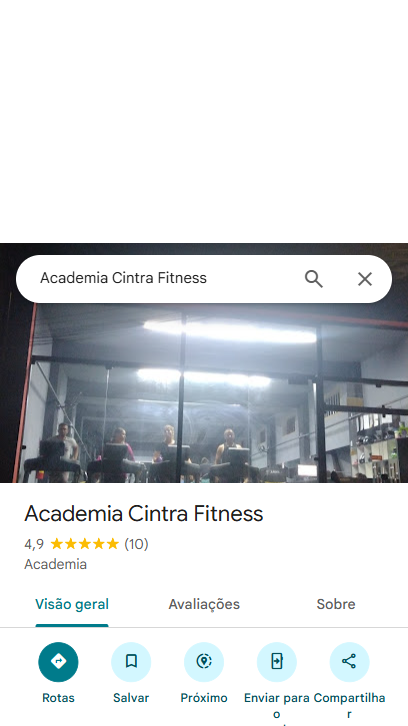 Academia Cintra Fitness
Academia Cintra Fitness
4,9 (10)
Academia
Visão geral Avaliações Sobre
Rotas Salvar Próximo Enviar para o Compartilhar